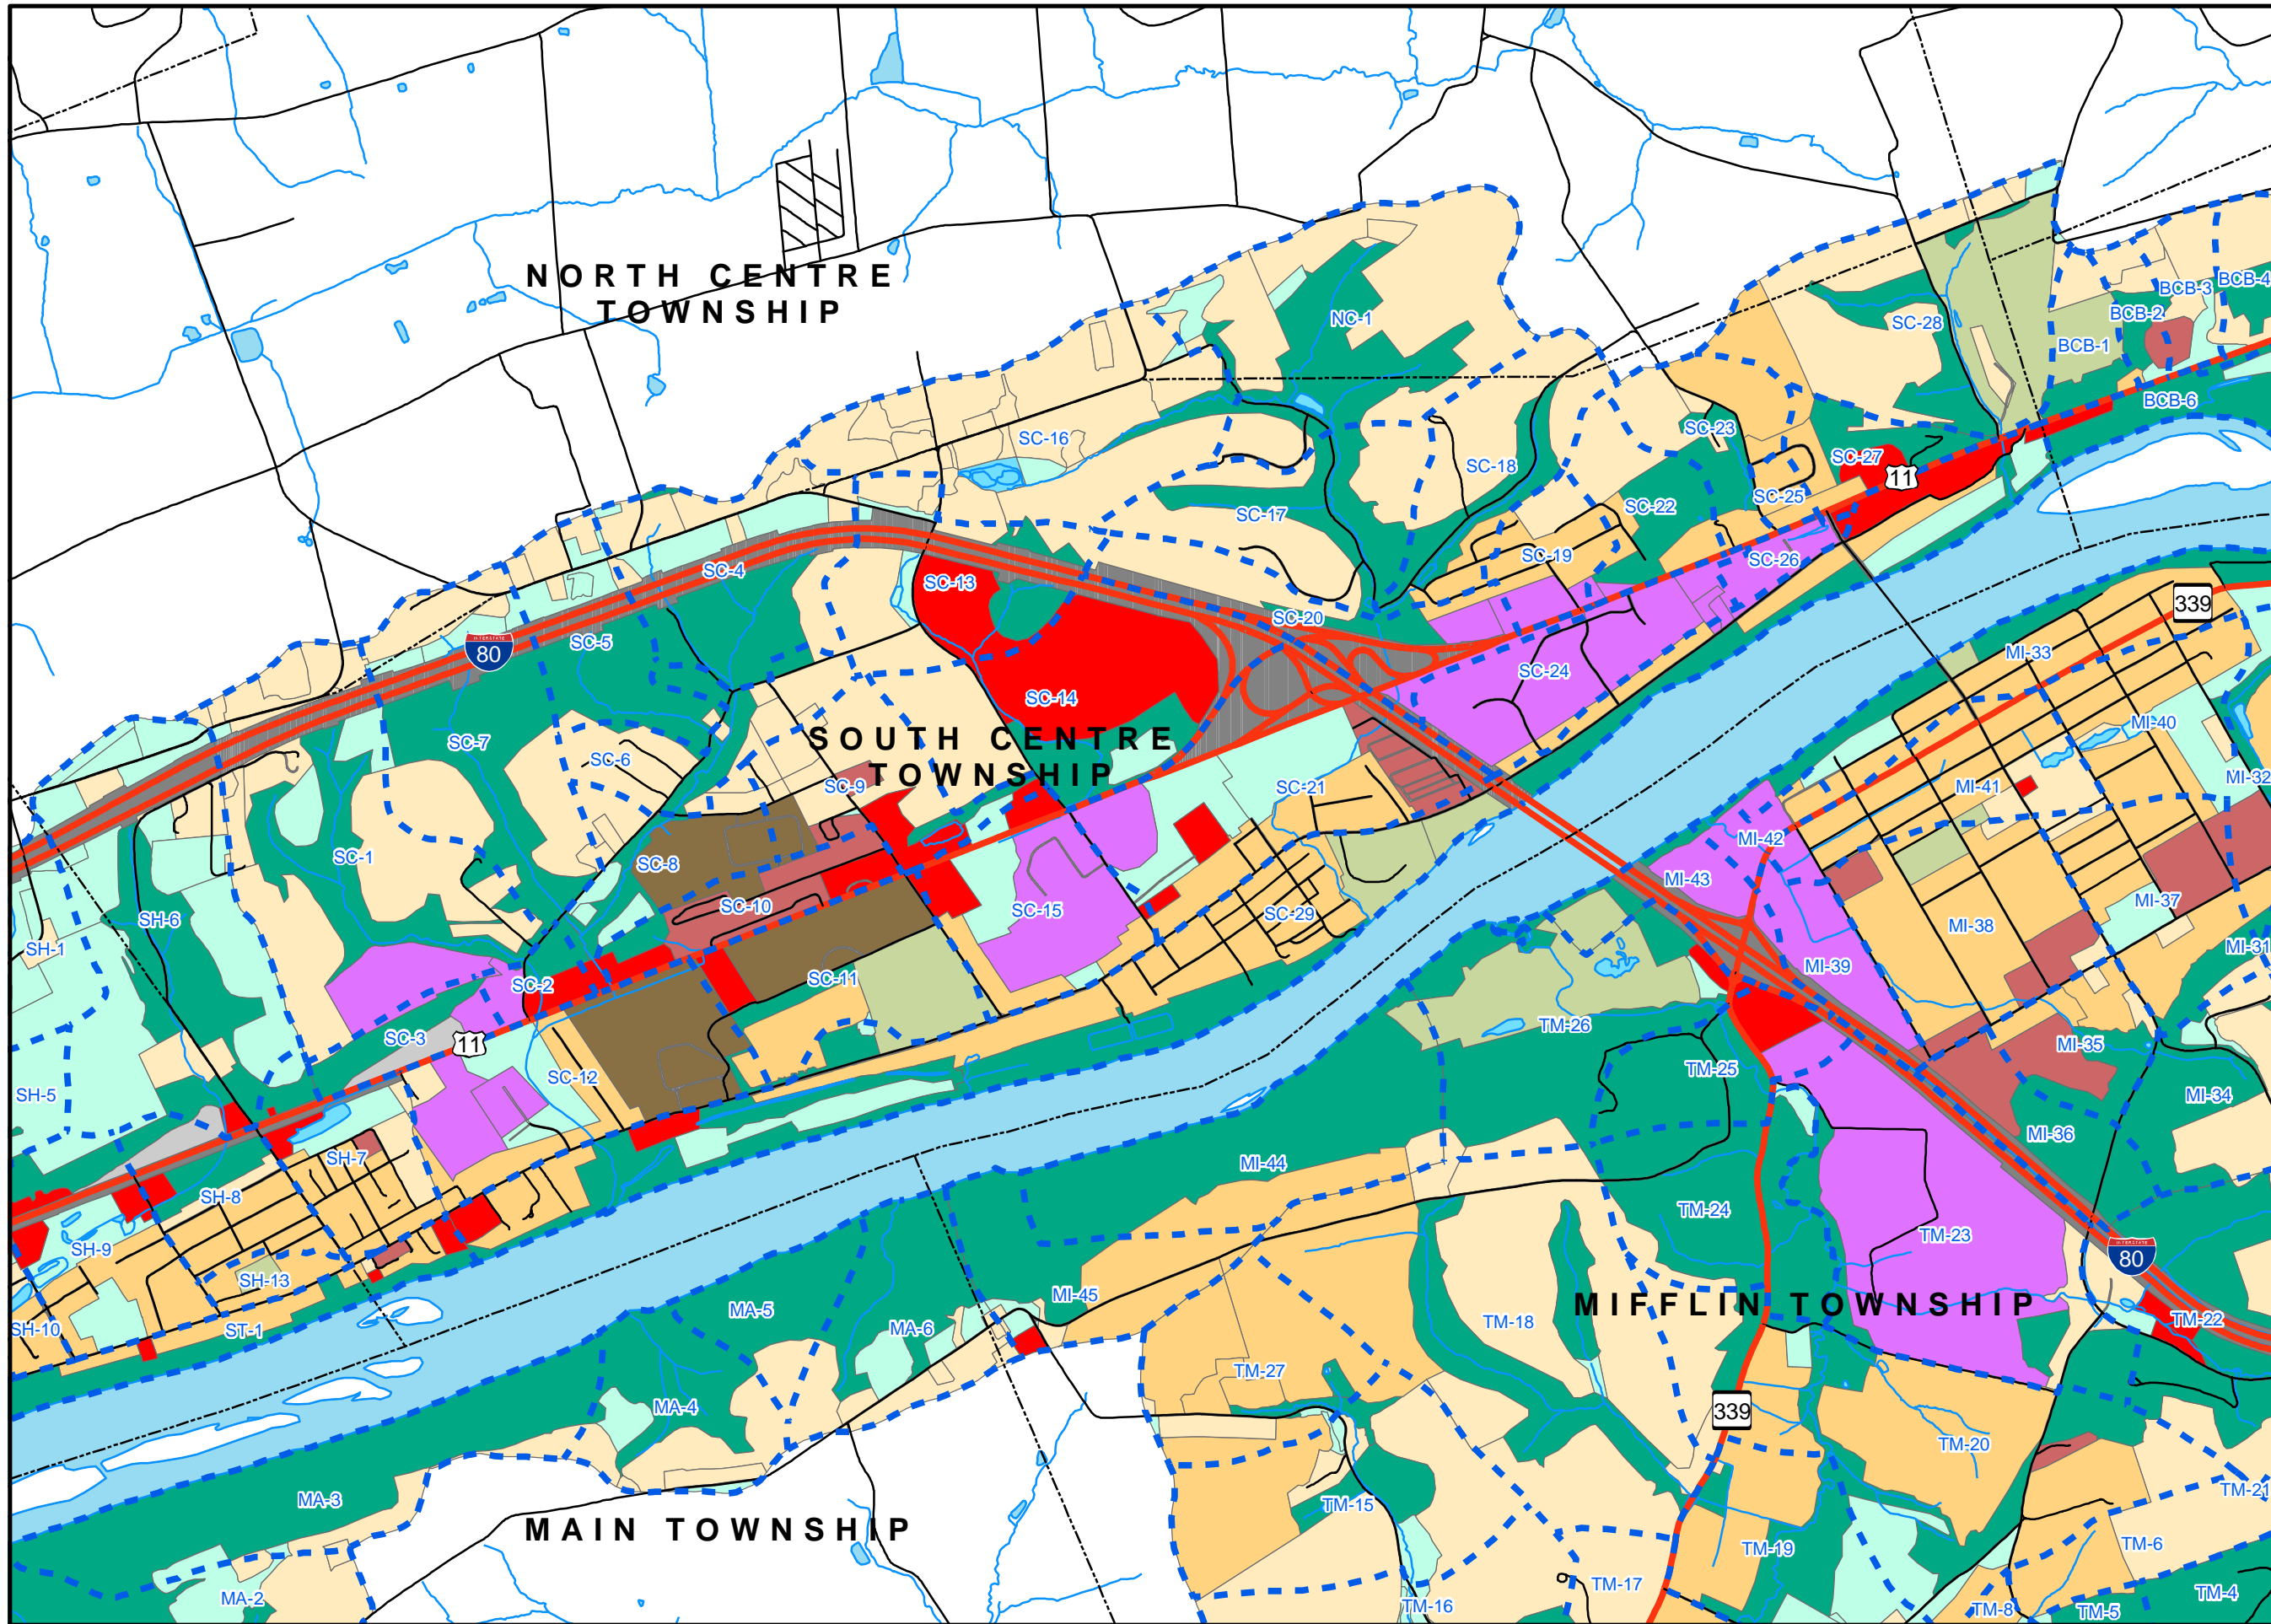 NORTH CENTRE
TOWNSHIP
NC-1
SC-28
BCB-1
BCB-2
BCB-3
BCB-4
BCB-6
SC-16
SC-18
SC-23
SC-27
11
SC-17
SC-22
SC-25
SC-19
SC-26
SC-4
SC-13
SC-20
339
SC-5
INTERSTATE
80
SC-24
MI-33
SC-14
MI-40
SC-7
SC-6
SOUTH CENTRE
TOWNSHIP
SC-9
SC-21
MI-41
MI-32
SC-1
SC-8
MI-42
MI-43
SH-6
SC-10
SC-15
SC-29
MI-37
MI-38
SH-1
MI-31
SC-2
SC-11
MI-39
SC-3
11
TM-26
MI-35
SC-12
TM-25
SH-5
MI-34
MI-36
SH-7
MI-44
SH-8
TM-24
TM-23
SH-9
SH-13
INTERSTATE
80
MI-45
MIFFLIN TOWNSHIP
SH-10
ST-1
MA-5
MA-6
TM-18
TM-22
TM-27
MA-4
339
TM-20
MA-3
TM-15
TM-21
MAIN TOWNSHIP
TM-19
TM-6
MA-2
TM-17
TM-16
TM-8
TM-5
TM-4